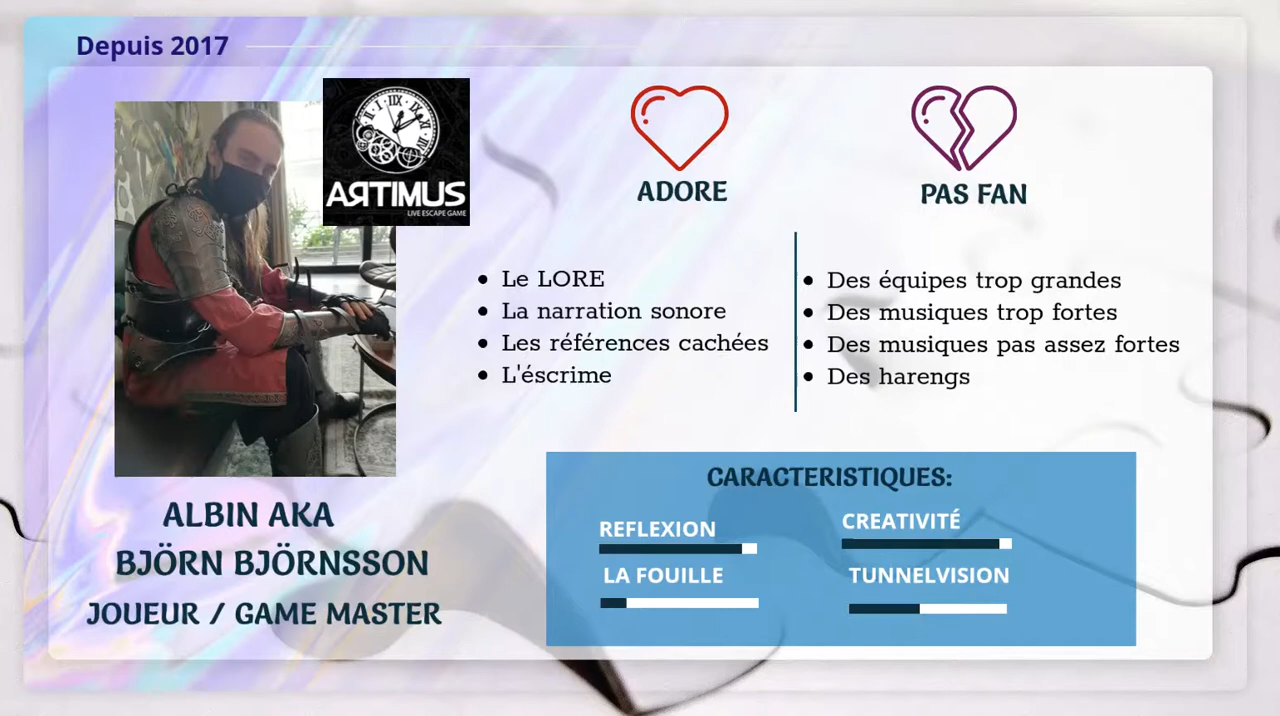 Depuis 2017
ARTIMUS
LIVE ESCAPE GAME
ADORE
PAS FAN
Le LORE
La narration sonore
Les références cachées
L'éscrime
Des équipes trop grandes
Des musiques trop fortes
Des musiques pas assez fortes
Des harengs
ALBIN AKA
BJÖRN BJÖRNSSON
JOUEUR / GAME MASTER
CARACTERISTIQUES:
REFLEXION
CREATIVITÉ
LA FOUILLE
TUNNELVISION